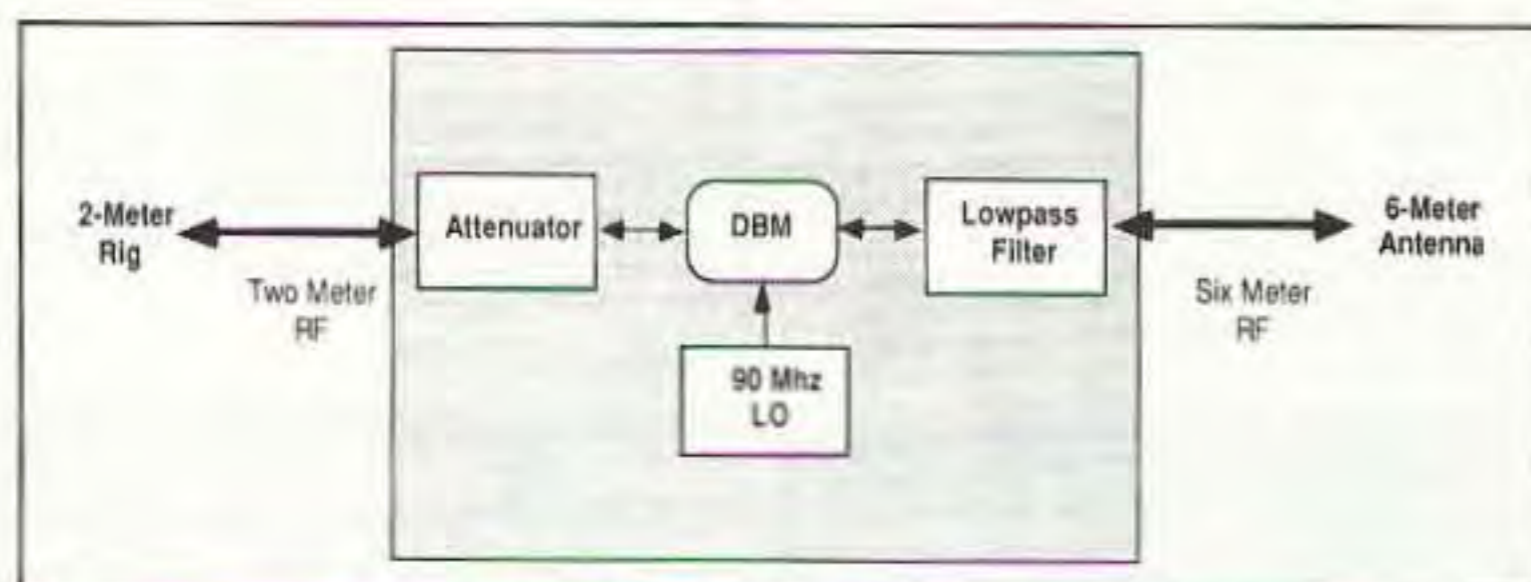 2-Meter
Rig
Two Meter
RF
Attenuator
DBM
90 Mhz
LO
Lowpass
Filter
Six Meter
RF
6-Meter
Antenna